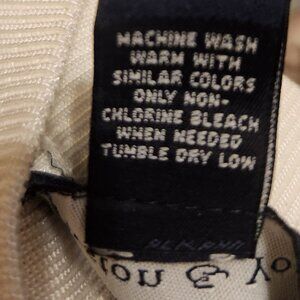 MACHINE WASH
WARM WITH
SIMILAR COLORS
ONLY NON-
CHLORINE BLEACH
WHEN NEEDED
TUMBLE DRY LOW